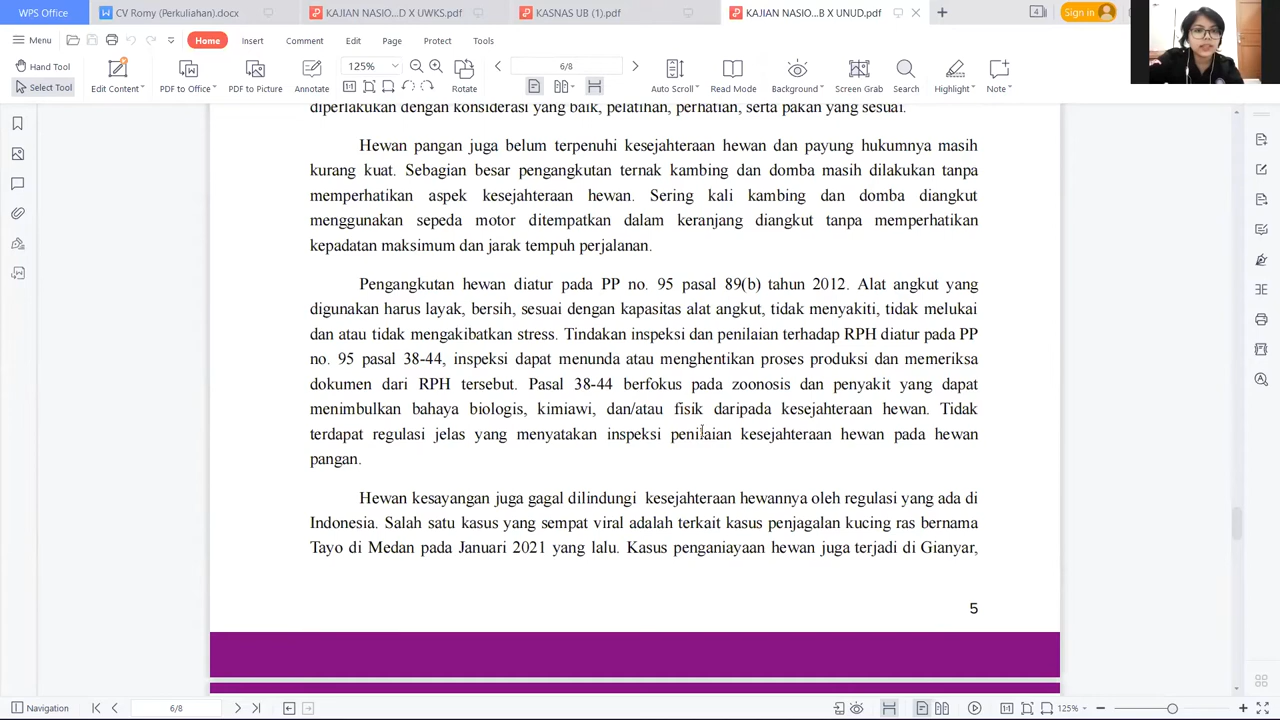 WPS Office
CV Romy (Perkuliahan).docx
KAJIAN NASIO...D X UWKS.pdf
KASNAS UB (1).pdf
KAJIAN NASIO...B X UNUD.pdf
4
Sign in
Menu
Home
Insert
Comment
Edit
Page
Protect
Tools
Hand Tool
Select Tool
Edit Content
PDF to Office
PDF to Picture
Annotate
125%
Rotate
6/8
Auto Scroll
Read Mode
Background
Screen Grab
Search
Highlight
Note
diperlakukan dengan konsiderasi yang baik, pelatihan, perhatian, serta pakan yang sesuai.
Hewan pangan juga belum terpenuhi kesejahteraan hewan dan payung hukumnya masih
kurang kuat. Sebagian besar pengangkutan ternak kambing dan domba masih dilakukan tanpa
memperhatikan aspek kesejahteraan hewan. Sering kali kambing dan domba diangkut
menggunakan sepeda motor ditempatkan dalam keranjang diangkut tanpa memperhatikan
kepadatan maksimum dan jarak tempuh perjalanan.
Pengangkutan hewan diatur pada PP no. 95 pasal 89(b) tahun 2012. Alat angkut yang
digunakan harus layak, bersih, sesuai dengan kapasitas alat angkut, tidak menyakiti, tidak melukai
dan atau tidak mengakibatkan stress. Tindakan inspeksi dan penilaian terhadap RPH diatur pada PP
no. 95 pasal 38-44, inspeksi dapat menunda atau menghentikan proses produksi dan memeriksa
dokumen dari RPH tersebut. Pasal 38-44 berfokus pada zoonosis dan penyakit yang dapat
menimbulkan bahaya biologis, kimiawi, dan/atau fisik daripada kesejahteraan hewan. Tidak
terdapat regulasi jelas yang menyatakan inspeksi penilaian kesejahteraan hewan pada hewan
pangan.
Hewan kesayangan juga gagal dilindungi kesejahteraan hewannya oleh regulasi yang ada di
Indonesia. Salah satu kasus yang sempat viral adalah terkait kasus penjagalan kucing ras bernama
Tayo di Medan pada Januari 2021 yang lalu. Kasus penganiayaan hewan juga terjadi di Gianyar,
5
Navigation
6/8
125%